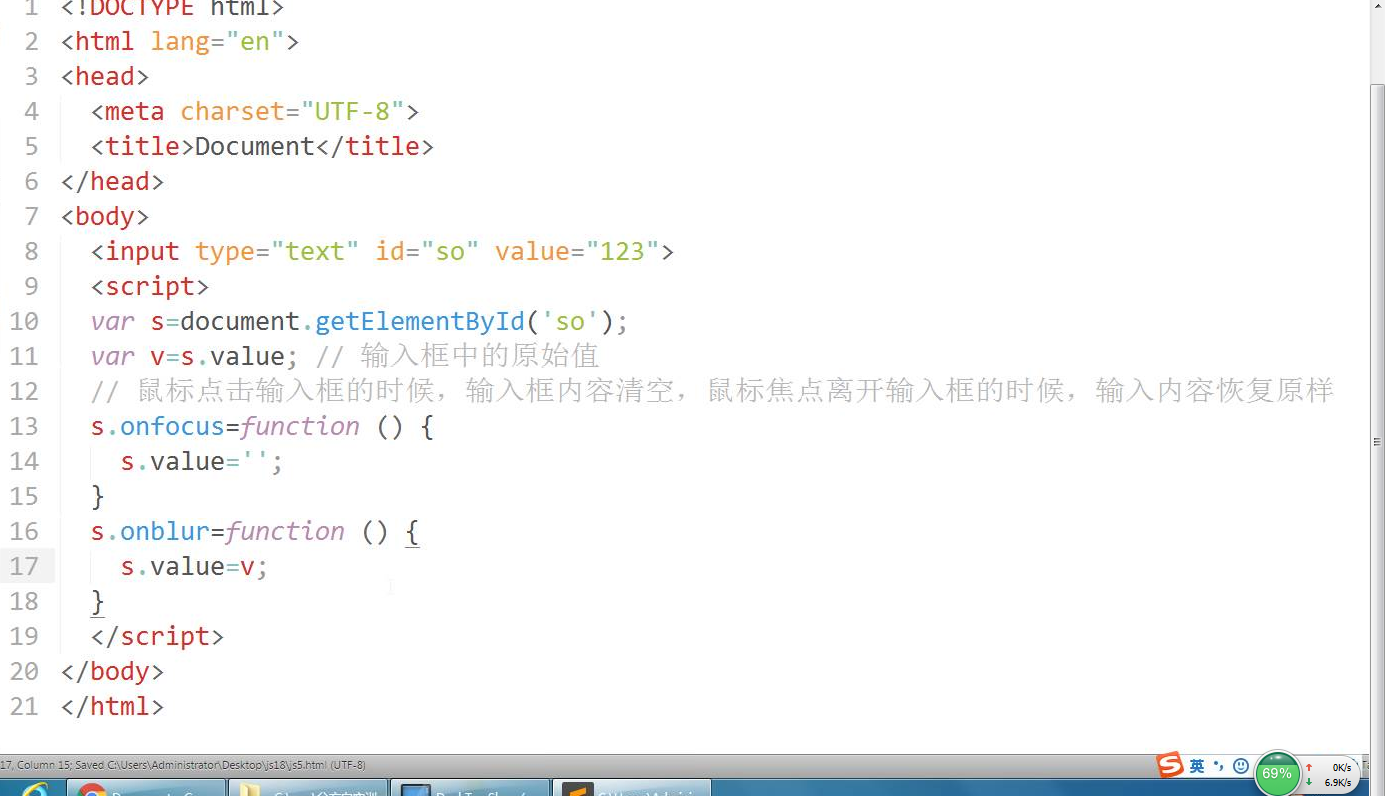 1 <!DOCTYPE html>
2 <html lang="en">
3 <head>
4 <meta charset="UTF-8">
5 <title>Document</title>
6 </head>
7 <body>
8 <input type="text" id="so" value="123">
9 <script>
10 var s=document.getElementById('so');
11 var v=s.value; // 输入框中的原始值
12 // 鼠标点击输入框的时候，输入框内容清空，鼠标焦点离开输入框的时候，输入内容恢复原样
13 s.onfocus=function () {
14 s.value='';
15 }
16 s.onblur=function () {
17 s.value=v;
18 }
19 </script>
20 </body>
21 </html>
17, Column 15; Saved C:\Users\Administrator\Desktop\js18\js5.html (UTF-8)
英
69%
0K/s
6.9K/s